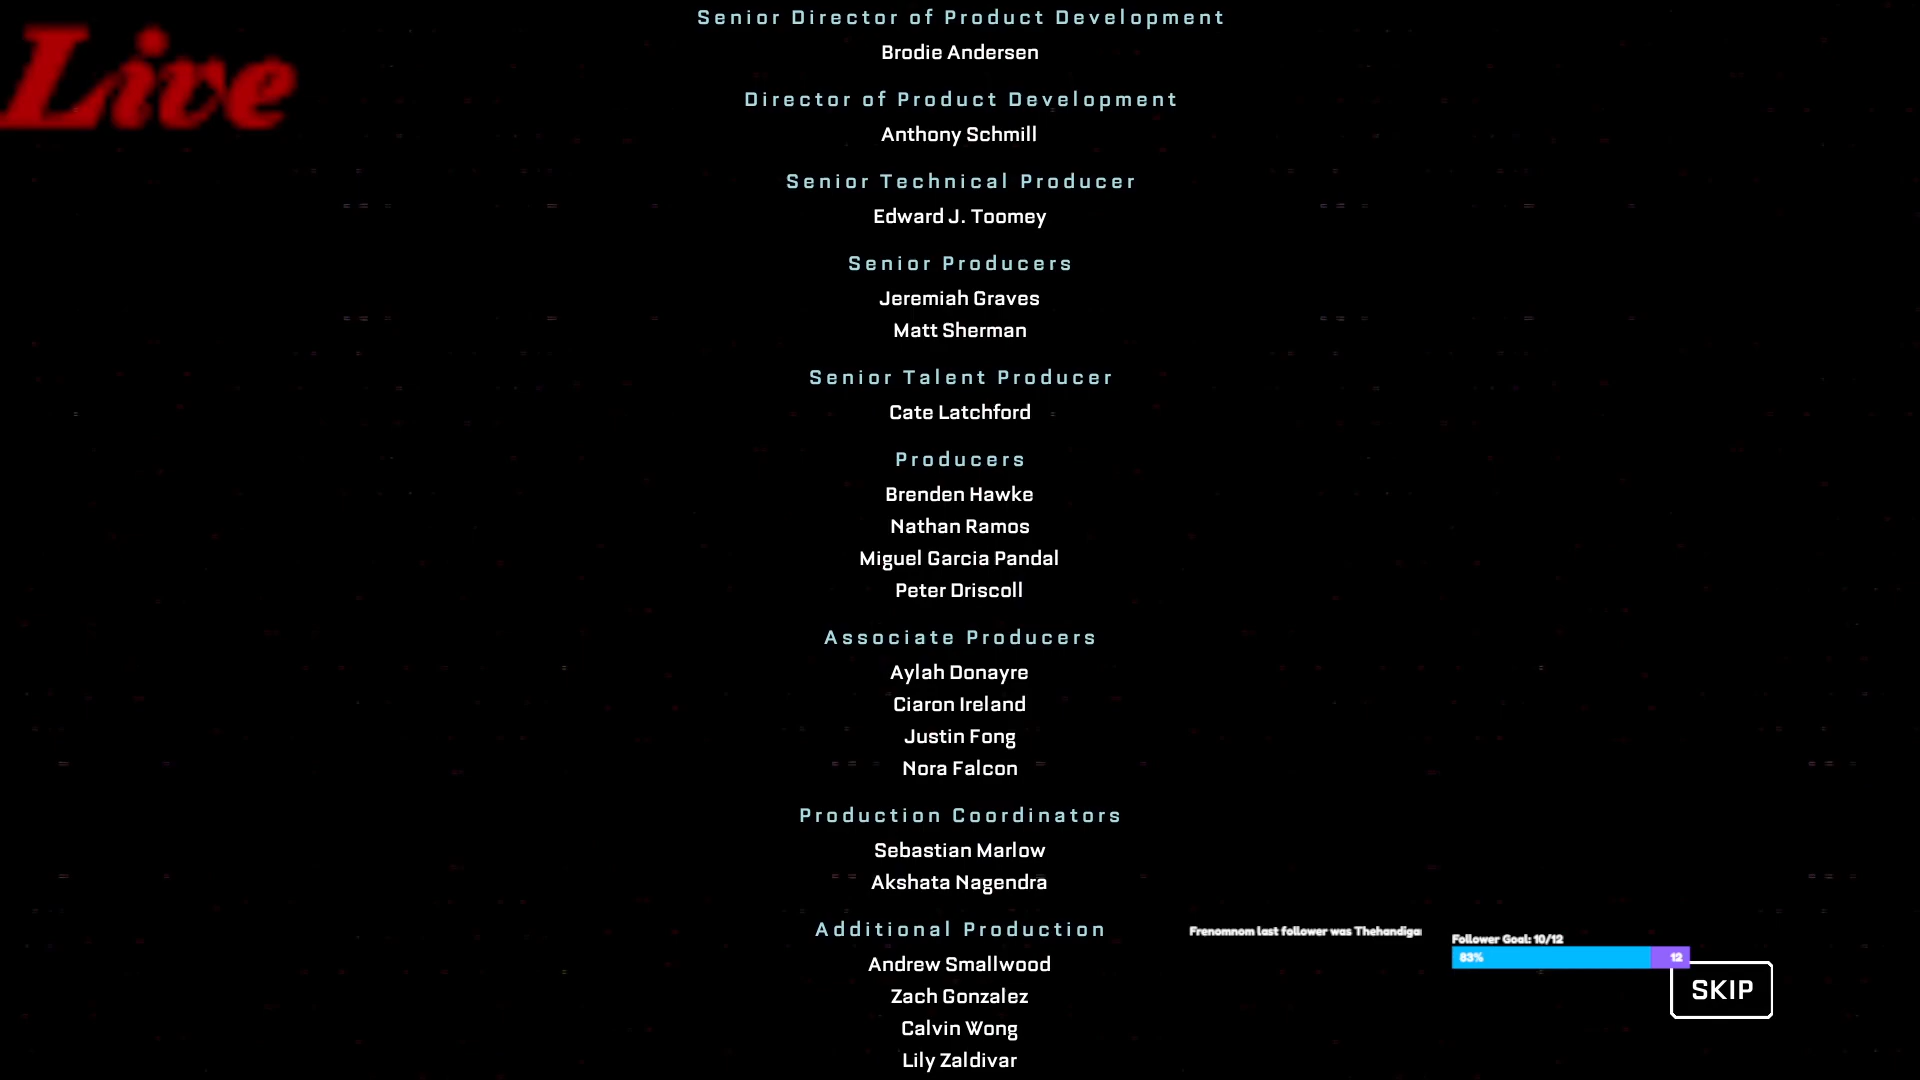 Live
Senior Director of Product Development
Brodie Andersen
Director of Product Development
Anthony Schmill
Senior Technical Producer
Edward J. Toomey
Senior Producers
Jeremiah Graves
Matt Sherman
Senior Talent Producer
Cate Latchford
Producers
Brenden Hawke
Nathan Ramos
Miguel Garcia Pandal
Peter Driscoll
Associate Producers
Aylah Donayre
Ciaron Ireland
Justin Fong
Nora Falcon
Production Coordinators
Sebastian Marlow
Akshata Nagendra
Additional Production
Andrew Smallwood
Zach Gonzalez
Calvin Wong
Lily Zaldivar
Frenomnom last follower was
Follower Goal: 10/12
83% 12
SKIP